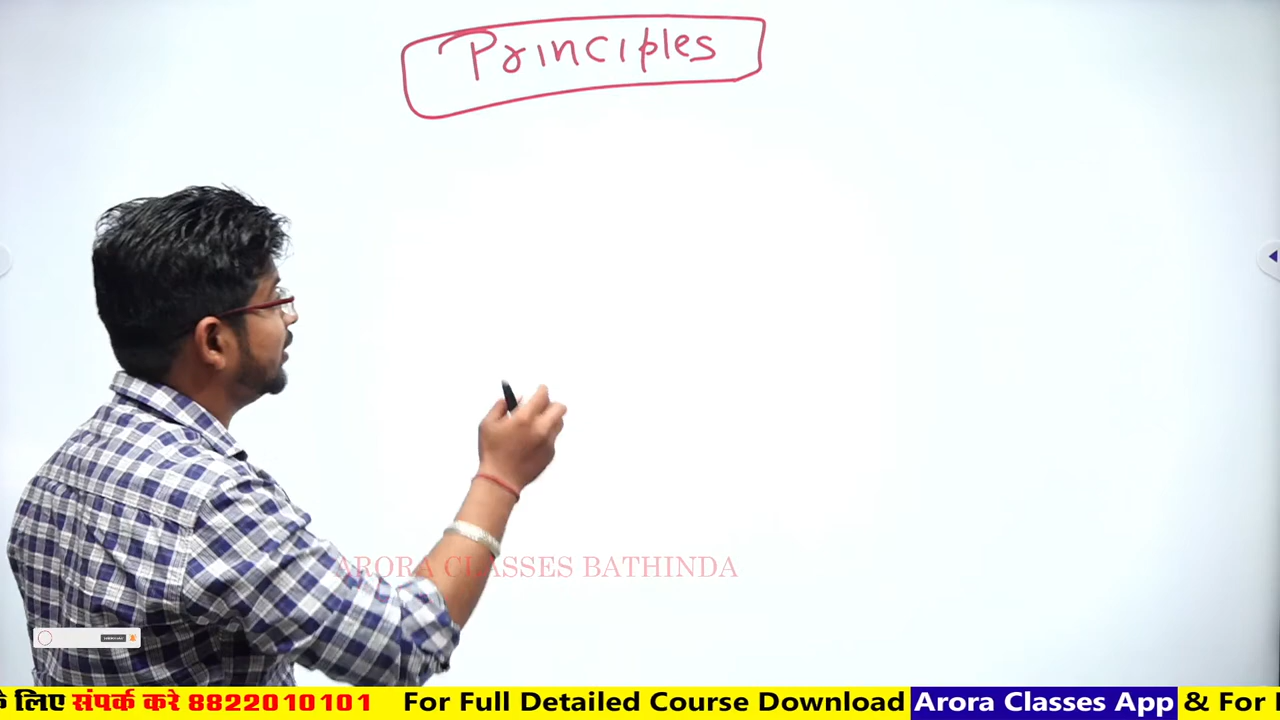 Principles
ARORA CLASSES BATHINDA
के लिए संपर्क करे 8822010101 For Full Detailed Course Download Arora Classes App & For